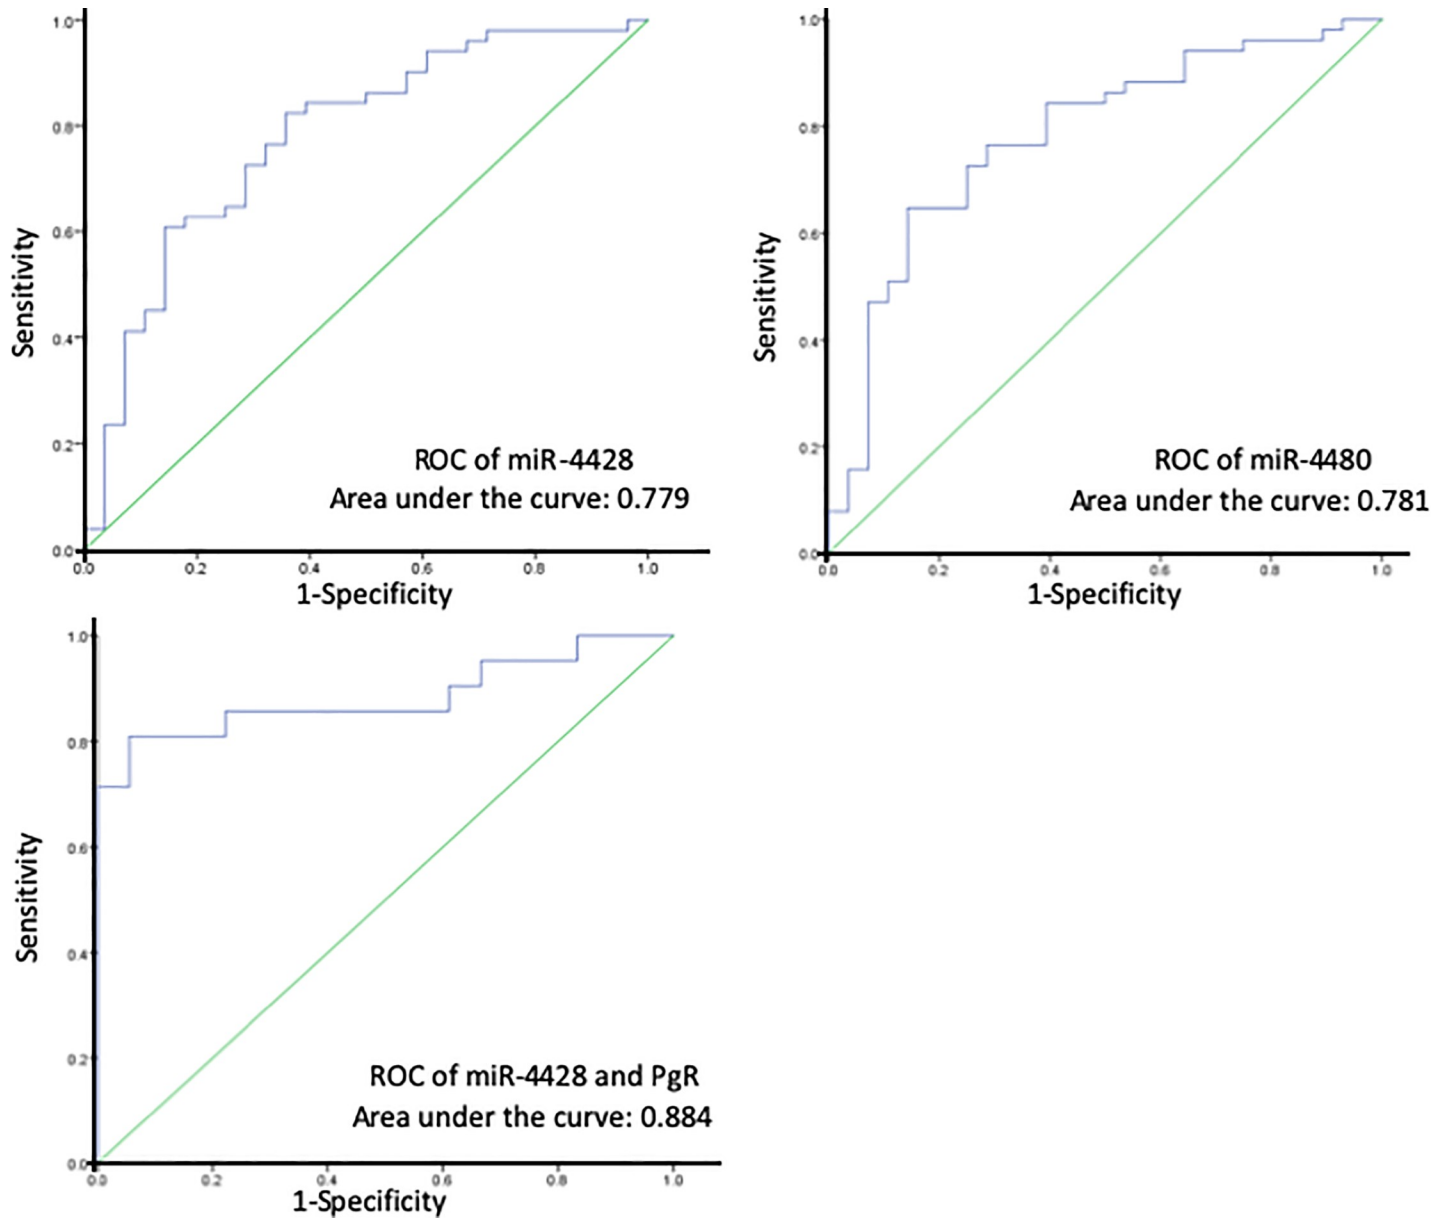 1.0
0.8
0.6
0.4
0.2
0.0
Sensitivity
ROC of miR-4428
Area under the curve: 0.779
0.0 0.2 0.4 0.6 0.8 1.0
1-Specificity
1.0
0.8
0.6
0.4
0.2
0.0
Sensitivity
ROC of miR-4480
Area under the curve: 0.781
0.0 0.2 0.4 0.6 0.8 1.0
1-Specificity
1.0
0.8
0.6
0.4
0.2
0.0
Sensitivity
ROC of miR-4428 and PgR
Area under the curve: 0.884
0.0 0.2 0.4 0.6 0.8 1.0
1-Specificity